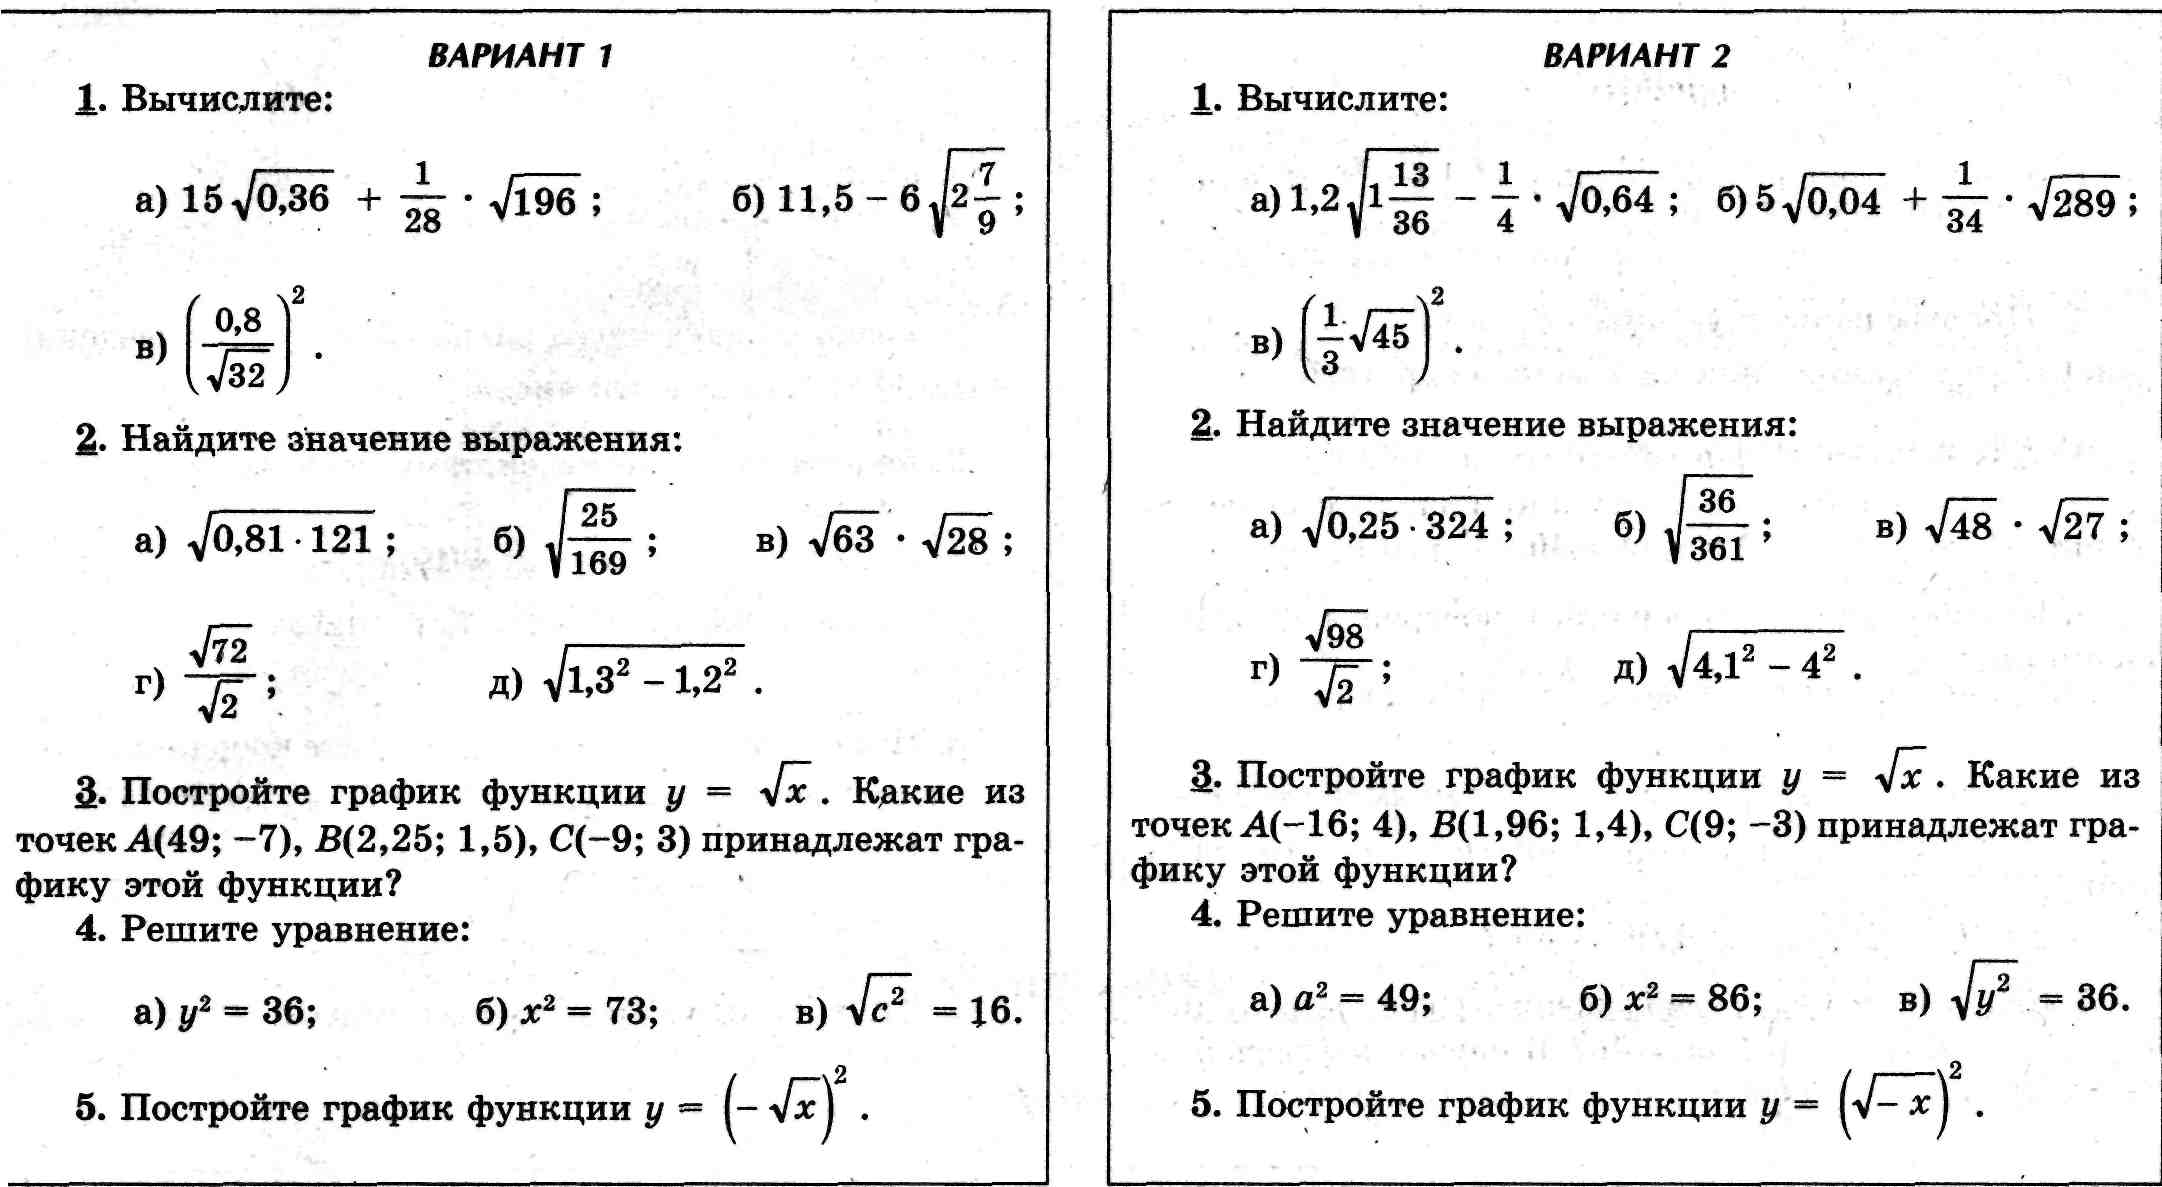 ВАРИАНТ 1
1. Вычислите:
а) 15√0,36 + 1/28 · √196 ; б) 11,5 – 6√(2 7/9) ;
в) (0,8/√32)² .
2. Найдите значение выражения:
а) √(0,81 · 121) ; б) √(25/169) ; в) √63 · √28 ;
г) √72/√2 ; д) √(1,3² – 1,2²) .
3. Постройте график функции y = √x . Какие из
точек A(49; –7), B(2,25; 1,5), C(–9; 3) принадлежат гра-
фику этой функции?
4. Решите уравнение:
а) y² = 36; б) x² = 73; в) √(c²) = 16.
5. Постройте график функции y = (–√x)² .
ВАРИАНТ 2
1. Вычислите:
а) 1,2√(1 13/36) – 1/4 · √0,64 ; б) 5√0,04 + 1/34 · √289 ;
в) (1/3 √45)² .
2. Найдите значение выражения:
а) √(0,25 · 324) ; б) √(36/361) ; в) √48 · √27 ;
г) √98/√2 ; д) √(4,1² – 4²) .
3. Постройте график функции y = √x . Какие из
точек A(–16; 4), B(1,96; 1,4), C(9; –3) принадлежат гра-
фику этой функции?
4. Решите уравнение:
а) a² = 49; б) x² = 86; в) √(y²) = 36.
5. Постройте график функции y = (√(–x))² .